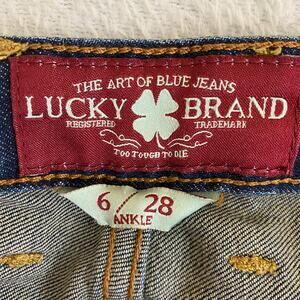 THE ART OF BLUE JEANS
LUCKY BRAND
REGISTERED TRADEMARK
TOO TOUGH TO DIE
6 / 28
ANKLE